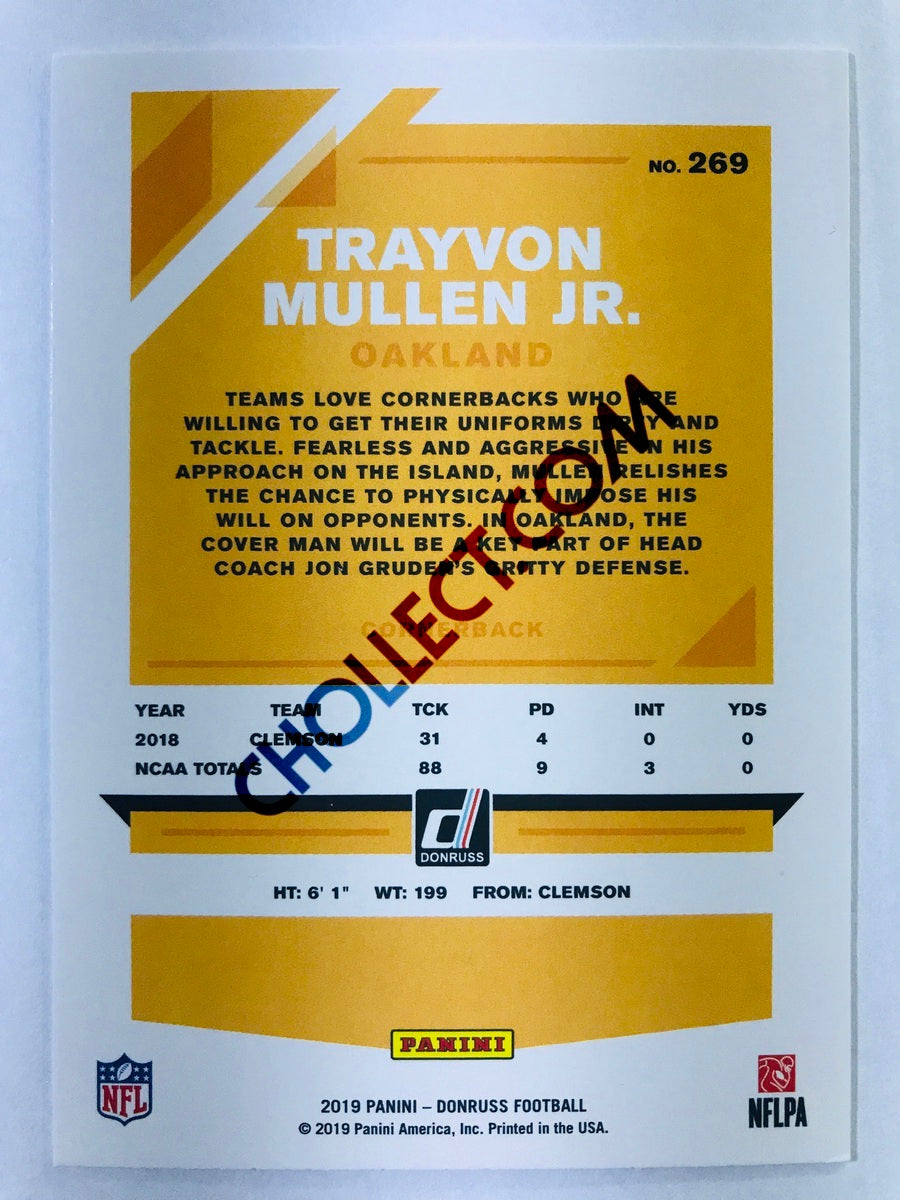 NO. 269
TRAYVON
MULLEN JR.
OAKLAND
TEAMS LOVE CORNERBACKS WHO ARE
WILLING TO GET THEIR UNIFORMS DIRTY AND
TACKLE. FEARLESS AND AGGRESSIVE IN HIS
APPROACH ON THE ISLAND, MULLEN RELISHES
THE CHANCE TO PHYSICALLY IMPOSE HIS
WILL ON OPPONENTS. IN OAKLAND, THE
COVER MAN WILL BE A KEY PART OF HEAD
COACH JON GRUDEN'S GRITTY DEFENSE.
CORNERBACK
CHOLLECT.COM
YEAR TEAM TCK PD INT YDS
2018 CLEMSON 31 4 0 0
NCAA TOTALS 88 9 3 0
d
DONRUSS
HT: 6' 1" WT: 199 FROM: CLEMSON
PANINI
NFL
NFLPA
2019 PANINI – DONRUSS FOOTBALL
© 2019 Panini America, Inc. Printed in the USA.